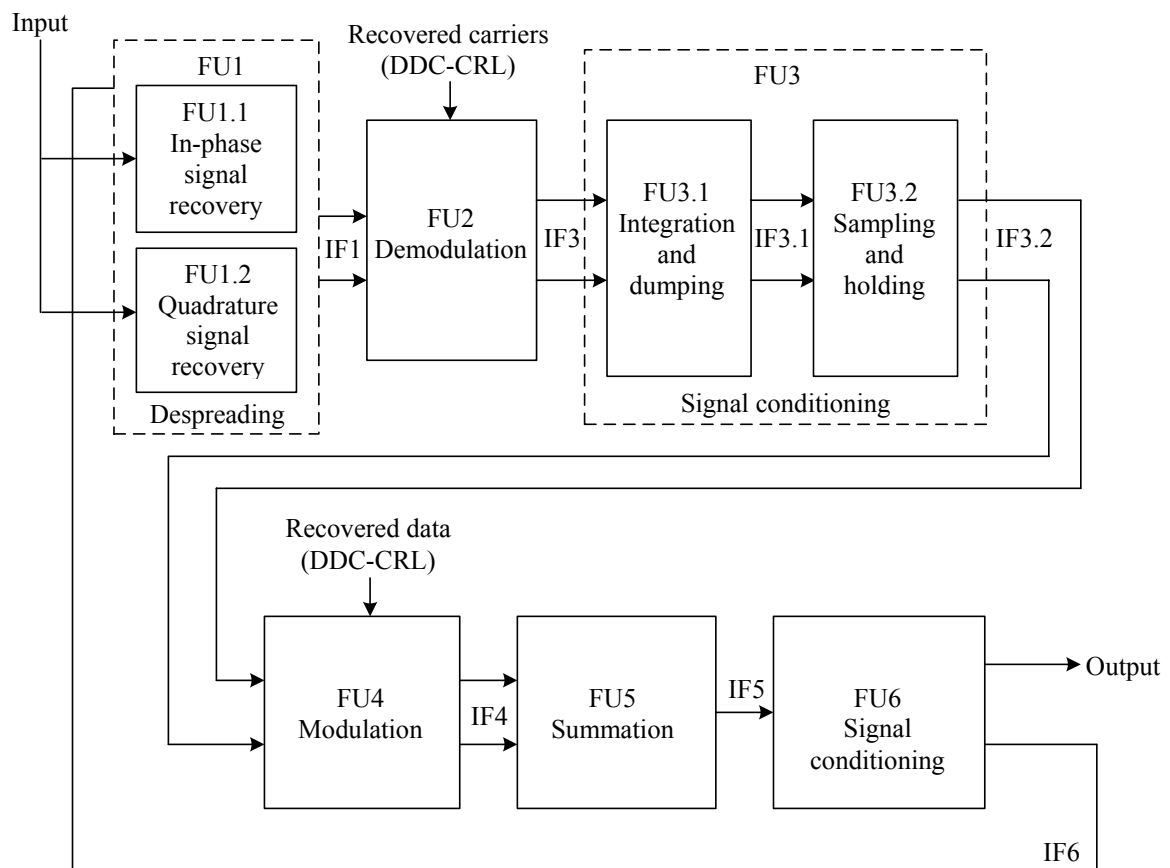 Input
FU1
FU1.1
In-phase
signal
recovery
FU1.2
Quadrature
signal
recovery
Despreading
IF1
Recovered carriers
(DDC-CRL)
FU2
Demodulation
IF3
FU3
FU3.1
Integration
and
dumping
IF3.1
FU3.2
Sampling
and
holding
Signal conditioning
IF3.2
Recovered data
(DDC-CRL)
FU4
Modulation
IF4
FU5
Summation
IF5
FU6
Signal
conditioning
Output
IF6